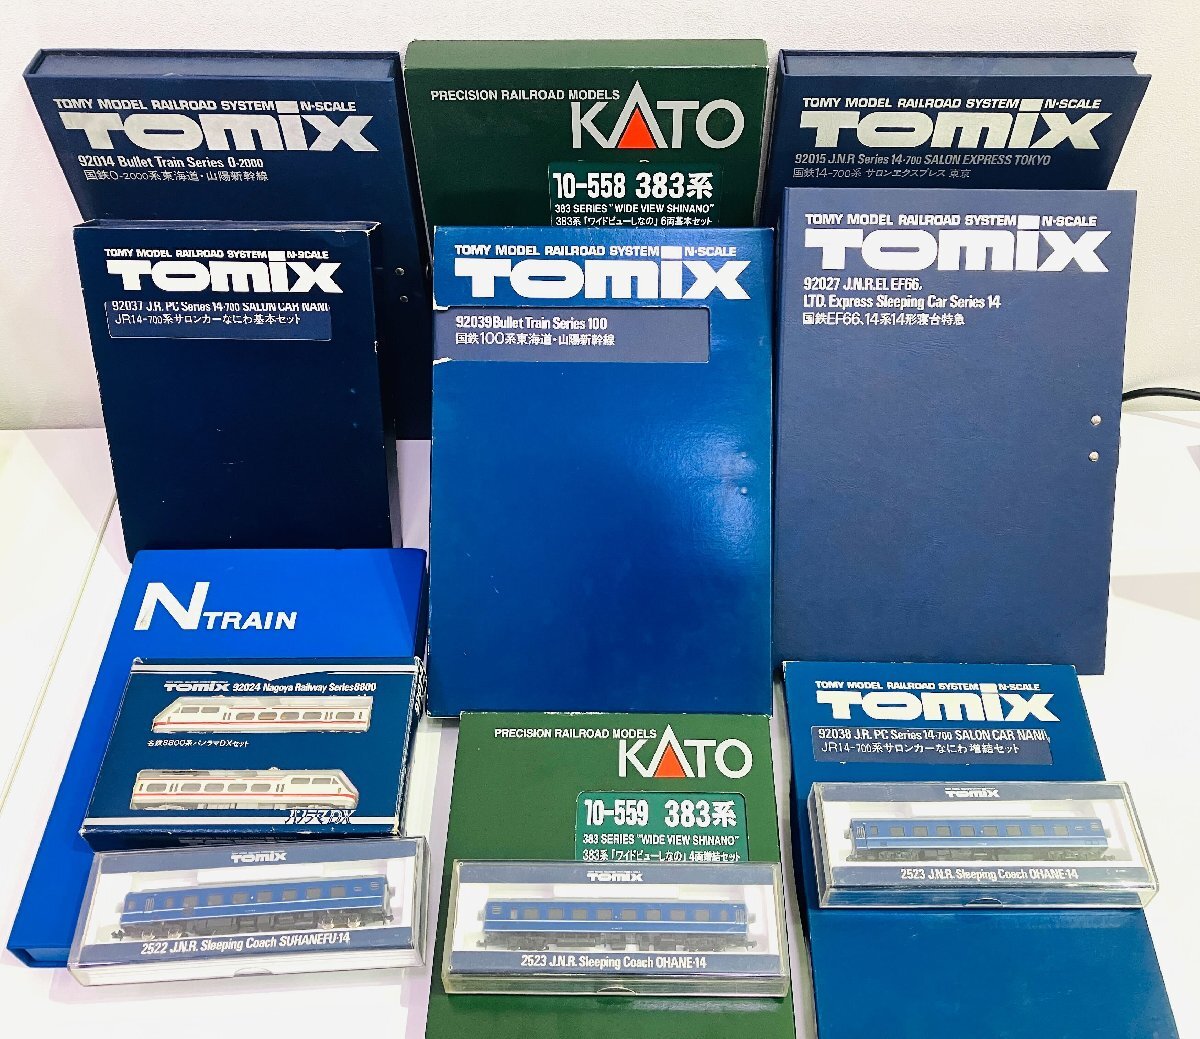 TOMY MODEL RAILROAD SYSTEM N-SCALE
TOMIX
92014 Bullet Train Series 0-2000
国鉄0-2000系東海道・山陽新幹線
PRECISION RAILROAD MODELS
KATO
10-558 383系
383 SERIES "WIDE VIEW SHINANO"
383系「ワイドビューしなの」6両基本セット
TOMY MODEL RAILROAD SYSTEM N-SCALE
TOMIX
92015 J.N.R Series 14-700 SALON EXPRESS TOKYO
国鉄14-700系 サロンエクスプレス 東京
TOMY MODEL RAILROAD SYSTEM N-SCALE
TOMIX
92037 J.R. PC Series 14-700 SALUN CAR NANI
JR14-700系サロンカーなにわ基本セット
TOMY MODEL RAILROAD SYSTEM N-SCALE
TOMIX
92039 Bullet Train Series 100
国鉄100系東海道・山陽新幹線
TOMY MODEL RAILROAD SYSTEM N-SCALE
TOMIX
92027 J.N.R.EL EF66,
LTD. Express Sleeping Car Series 14
国鉄EF66、14系14形寝台特急
N TRAIN
TOMIX 92024 Nagoya Railway Series 8800
名鉄8800系パノラマDXセット
パノラマDX
PRECISION RAILROAD MODELS
KATO
10-559 383系
383 SERIES "WIDE VIEW SHINANO"
383系「ワイドビューしなの」4両増結セット
TOMY MODEL RAILROAD SYSTEM N-SCALE
TOMIX
92038 J.R. PC Series 14-700 SALON CAR NANI
JR14-700系サロンカーなにわ増結セット
TOMIX
2522 J.N.R. Sleeping Coach SUHANEFU-14
TOMIX
2523 J.N.R. Sleeping Coach OHANE-14
TOMIX
2523 J.N.R. Sleeping Coach OHANE-14